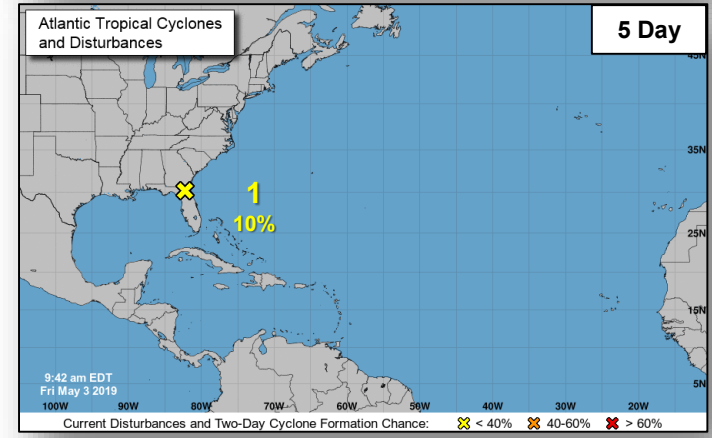 Atlantic Tropical Cyclones
and Disturbances
5 Day
45N
35N
1
10%
25N
15N
9:42 am EDT
Fri May 3 2019
5N
100W 90W 80W 70W 60W 50W 40W 30W 20W 10W
Current Disturbances and Two-Day Cyclone Formation Chance: < 40% 40-60% > 60%